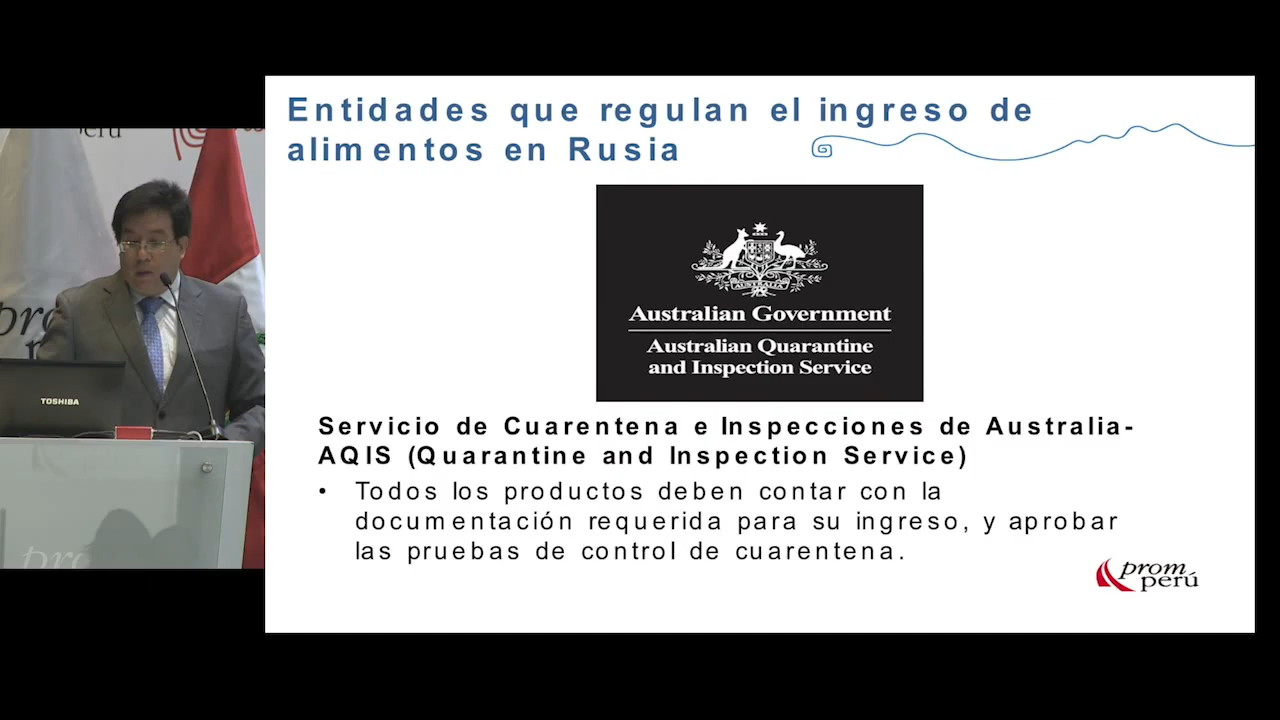 Entidades que regulan el ingreso de
alimentos en Rusia
Australian Government
Australian Quarantine
and Inspection Service
Servicio de Cuarentena e Inspecciones de Australia-
AQIS (Quarantine and Inspection Service)
• Todos los productos deben contar con la
documentación requerida para su ingreso, y aprobar
las pruebas de control de cuarentena.
prom
perú
TOSHIBA